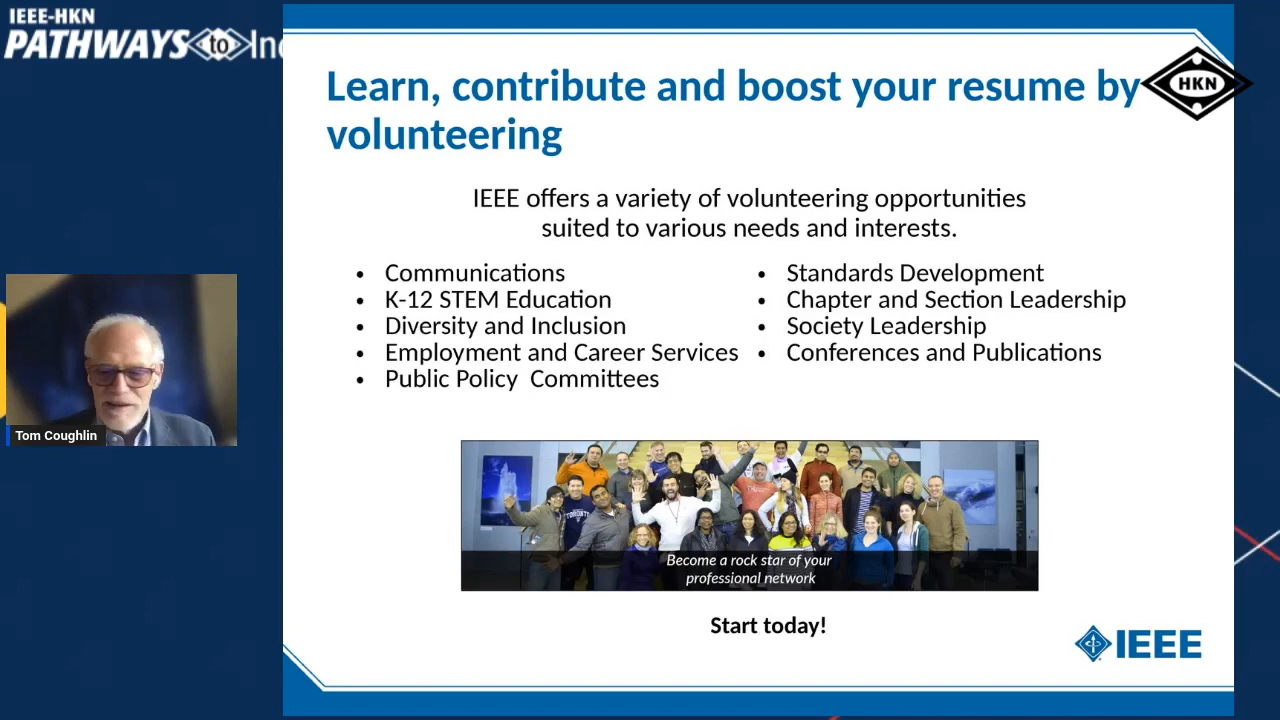 IEEE-HKN
PATHWAYS to Ind
Learn, contribute and boost your resume by
volunteering
HKN
IEEE offers a variety of volunteering opportunities
suited to various needs and interests.
• Communications
• K-12 STEM Education
• Diversity and Inclusion
• Employment and Career Services
• Public Policy  Committees
• Standards Development
• Chapter and Section Leadership
• Society Leadership
• Conferences and Publications
Tom Coughlin
TORONTO
Become a rock star of your
professional network
Start today!
IEEE